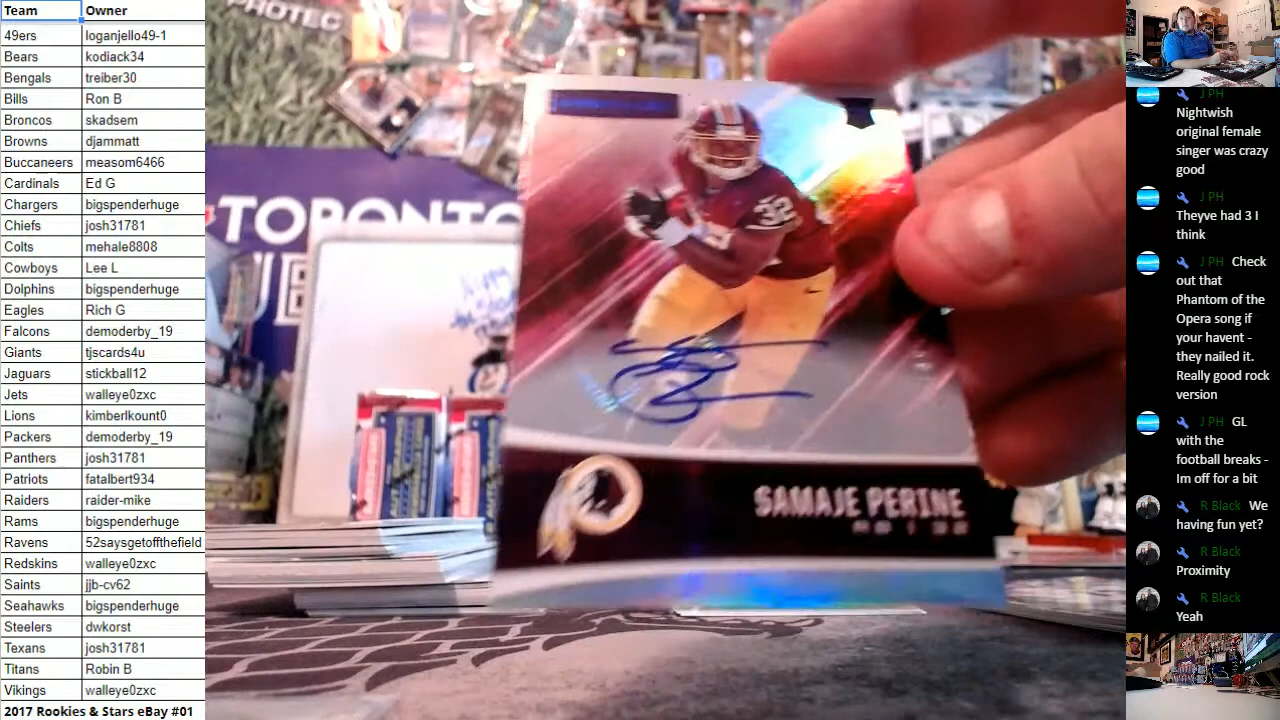 Team Owner
49ers loganjello49-1
Bears kodiack34
Bengals treiber30
Bills Ron B
Broncos skadsem
Browns djammatt
Buccaneers measom6466
Cardinals Ed G
Chargers bigspenderhuge
Chiefs josh31781
Colts mehale8808
Cowboys Lee L
Dolphins bigspenderhuge
Eagles Rich G
Falcons demoderby_19
Giants tjscards4u
Jaguars stickball12
Jets walleye0zxc
Lions kimberlkount0
Packers demoderby_19
Panthers josh31781
Patriots fatalbert934
Raiders raider-mike
Rams bigspenderhuge
Ravens 52saysgetoffthefield
Redskins walleye0zxc
Saints jjb-cv62
Seahawks bigspenderhuge
Steelers dwkorst
Texans josh31781
Titans Robin B
Vikings walleye0zxc
2017 Rookies & Stars eBay #01
PROTEC
TORONTO
32
SAMAJE PERINE
J PH
Nightwish
original female
singer was crazy
good
J PH
Theyve had 3 I
think
J PH Check
out that
Phantom of the
Opera song if
your havent -
they nailed it.
Really good rock
version
J PH GL
with the
football breaks -
Im off for a bit
R Black We
having fun yet?
R Black
Proximity
R Black
Yeah